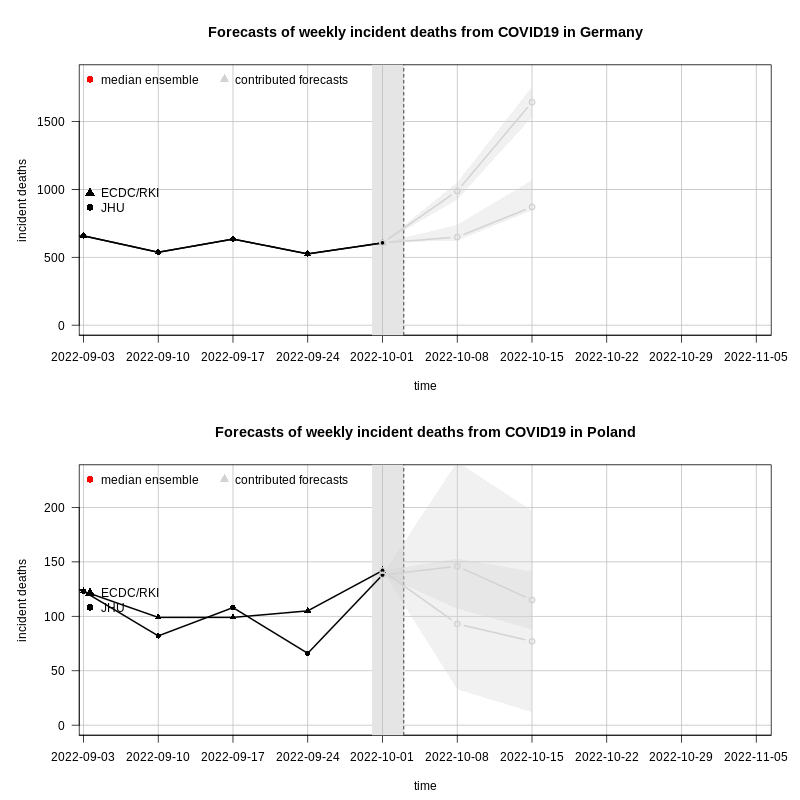 Forecasts of weekly incident deaths from COVID19 in Germany
median ensemble contributed forecasts
1500
1000
500
0
incident deaths
ECDC/RKI
JHU
2022-09-03 2022-09-10 2022-09-17 2022-09-24 2022-10-01 2022-10-08 2022-10-15 2022-10-22 2022-10-29 2022-11-05
time
Forecasts of weekly incident deaths from COVID19 in Poland
median ensemble contributed forecasts
200
150
100
50
0
incident deaths
ECDC/RKI
JHU
2022-09-03 2022-09-10 2022-09-17 2022-09-24 2022-10-01 2022-10-08 2022-10-15 2022-10-22 2022-10-29 2022-11-05
time